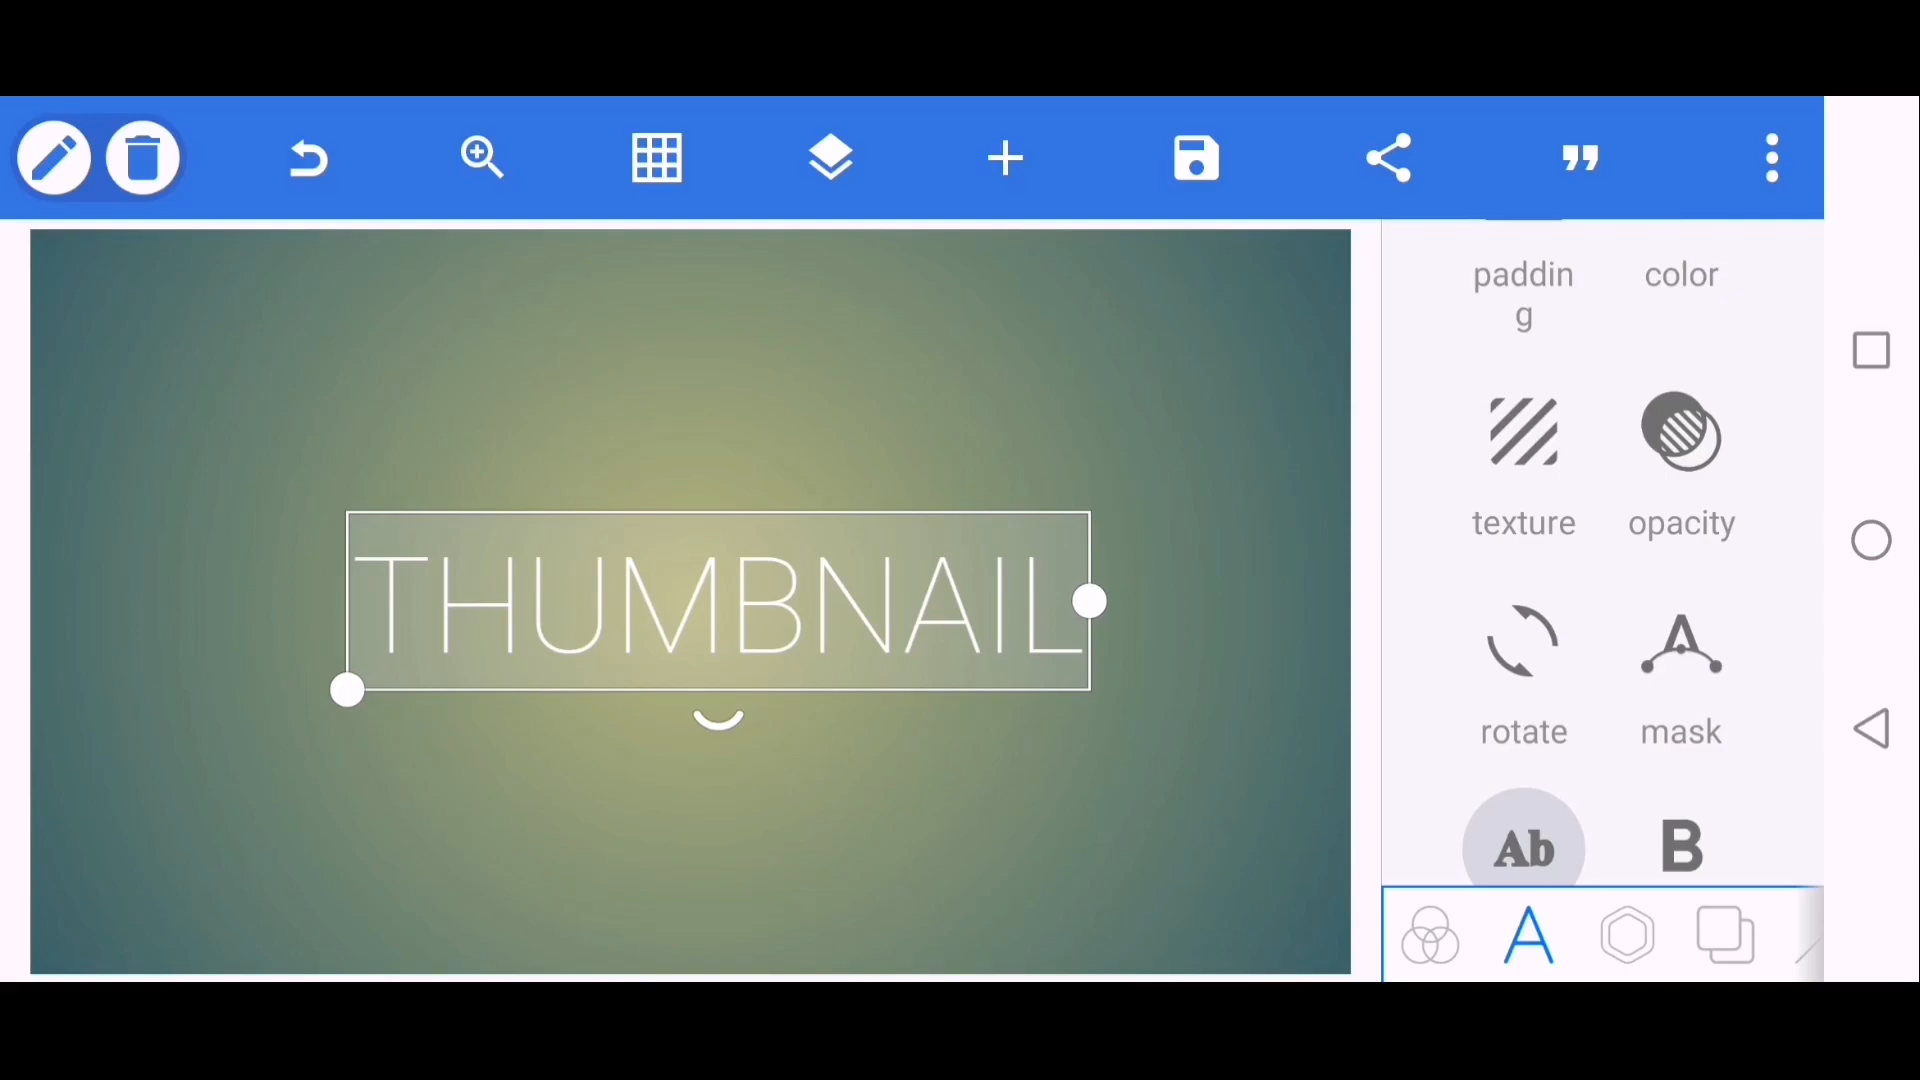 paddin
g
color
texture
opacity
THUMBNAIL
rotate
mask
Ab
B
A